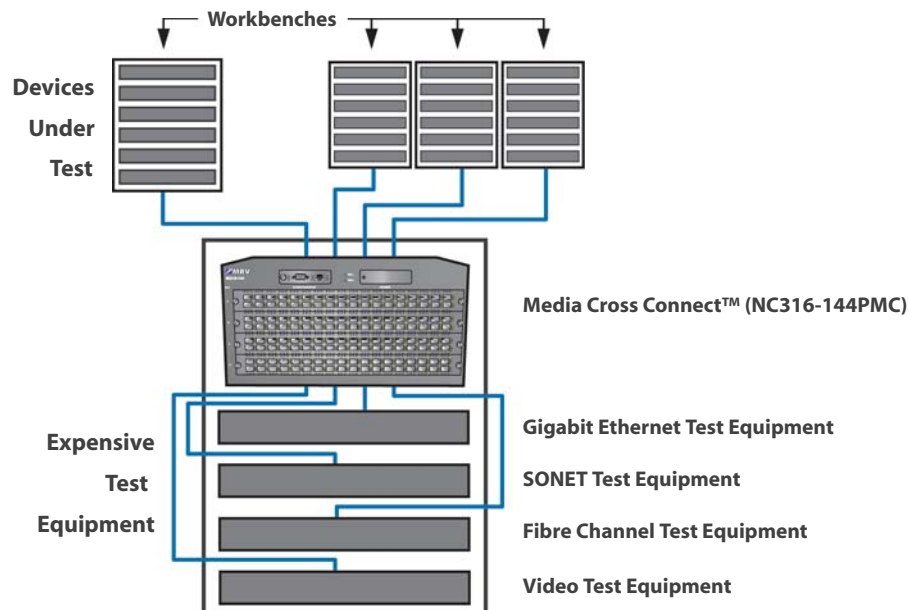 Workbenches
Devices
Under
Test
MRV
Media Cross Connect™ (NC316-144PMC)
Expensive
Test
Equipment
Gigabit Ethernet Test Equipment
SONET Test Equipment
Fibre Channel Test Equipment
Video Test Equipment